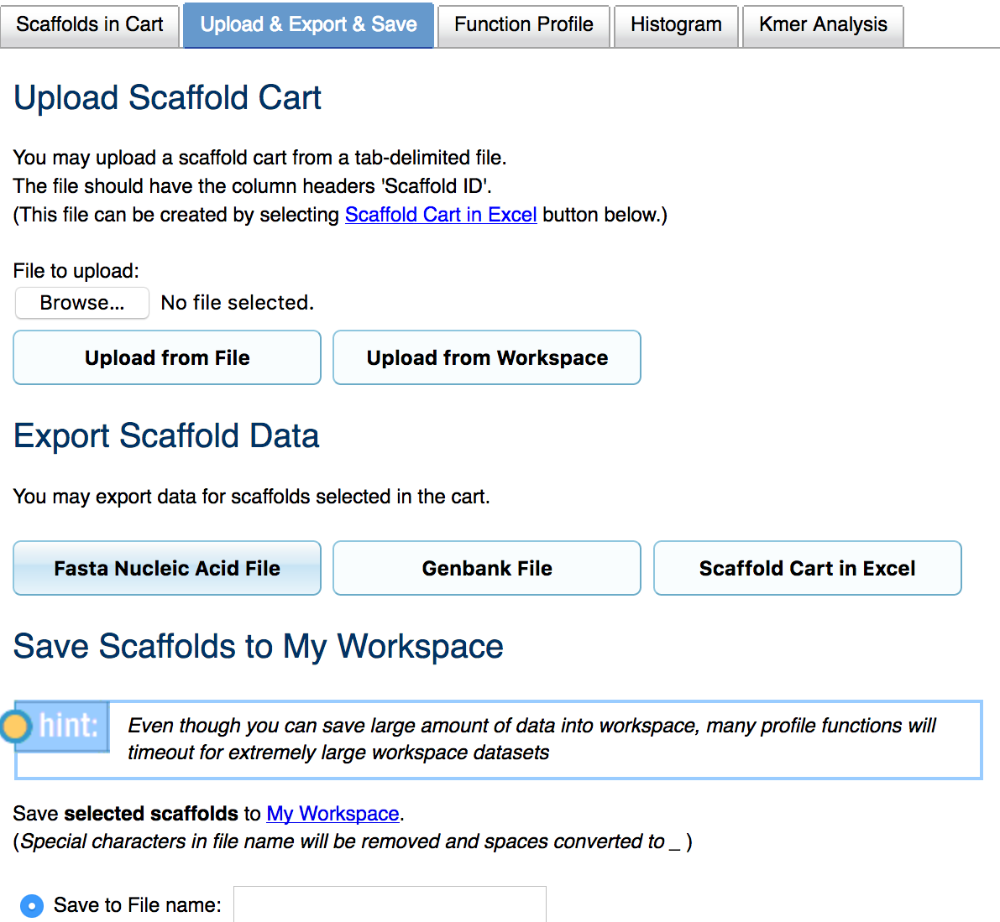 Scaffolds in Cart Upload & Export & Save Function Profile Histogram Kmer Analysis
Upload Scaffold Cart
You may upload a scaffold cart from a tab-delimited file.
The file should have the column headers 'Scaffold ID'.
(This file can be created by selecting Scaffold Cart in Excel button below.)
File to upload:
Browse... No file selected.
Upload from File Upload from Workspace
Export Scaffold Data
You may export data for scaffolds selected in the cart.
Fasta Nucleic Acid File Genbank File Scaffold Cart in Excel
Save Scaffolds to My Workspace
hint: Even though you can save large amount of data into workspace, many profile functions will
timeout for extremely large workspace datasets
Save selected scaffolds to My Workspace.
(Special characters in file name will be removed and spaces converted to _ )
Save to File name: